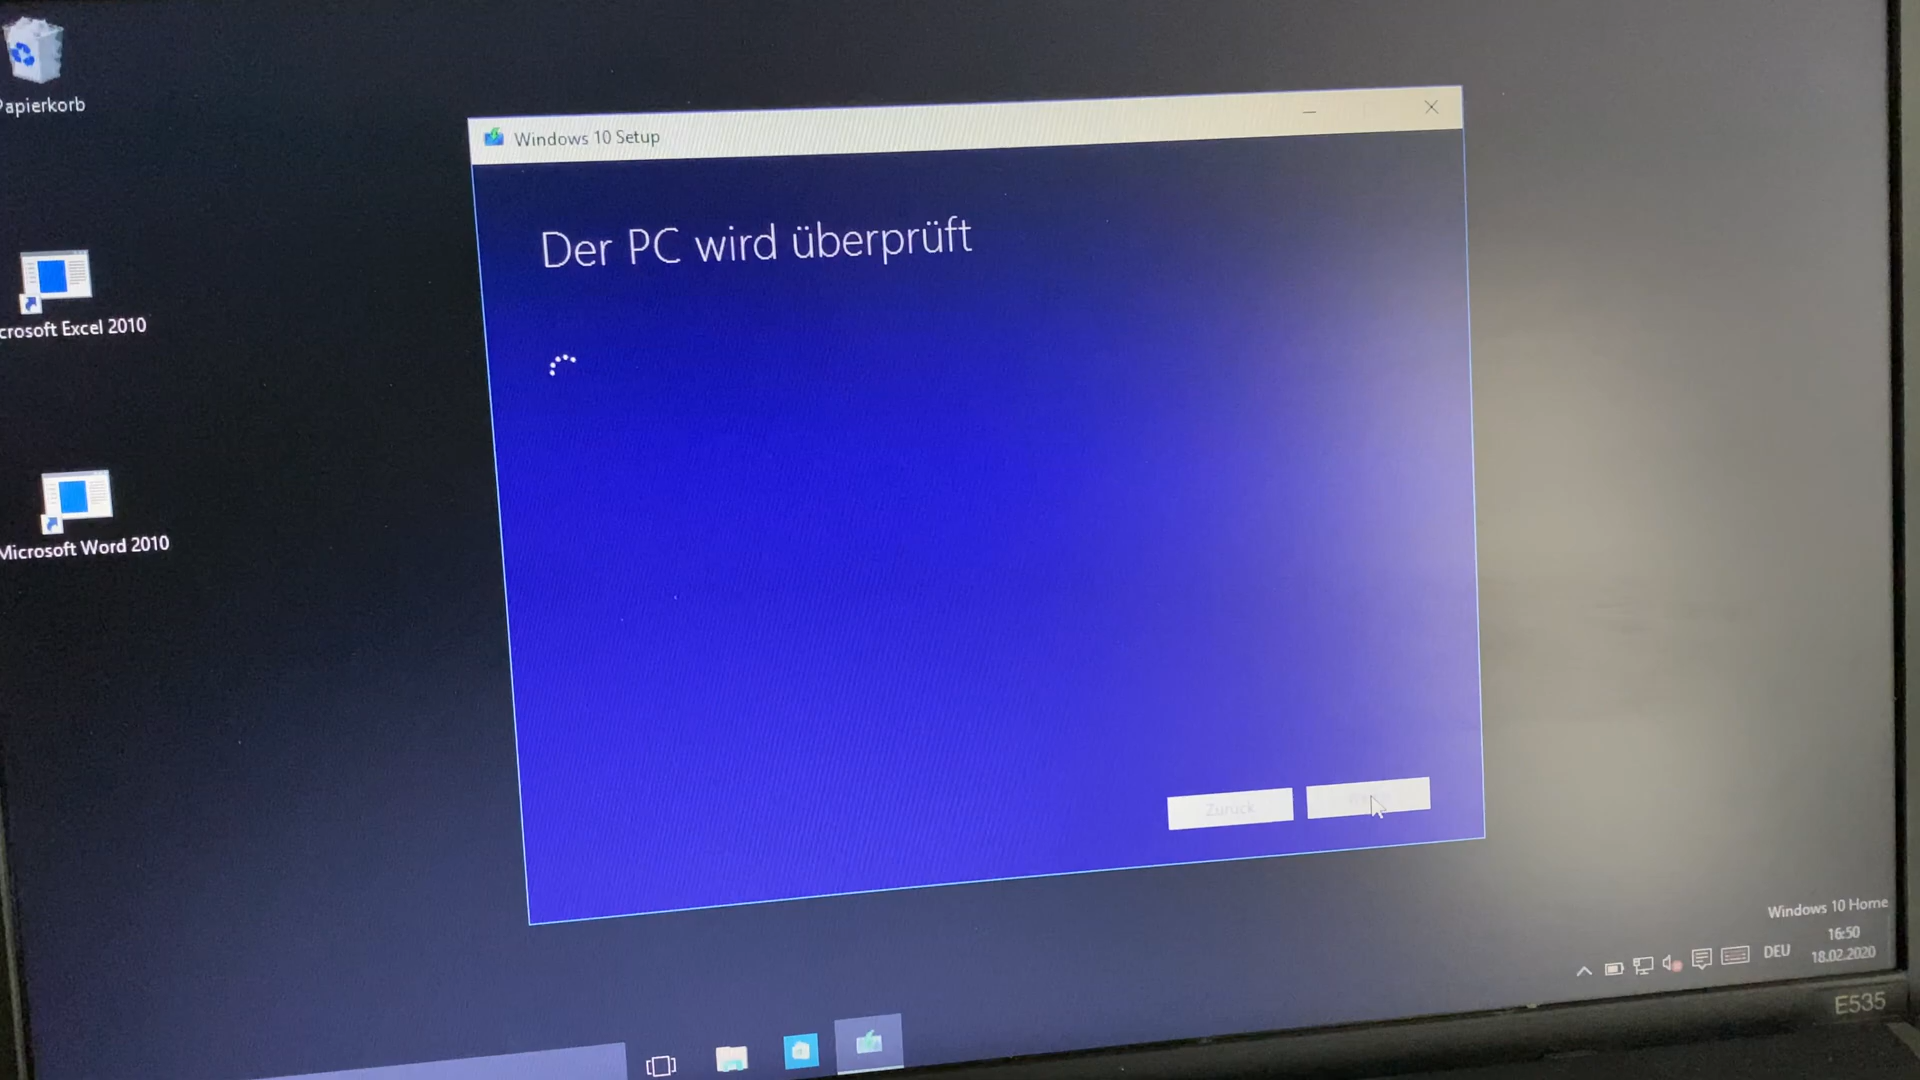 Papierkorb
Windows 10 Setup
Der PC wird überprüft
crosoft Excel 2010
Microsoft Word 2010
Zurück
Windows 10 Home
16:50
DEU
18.02.2020
E535